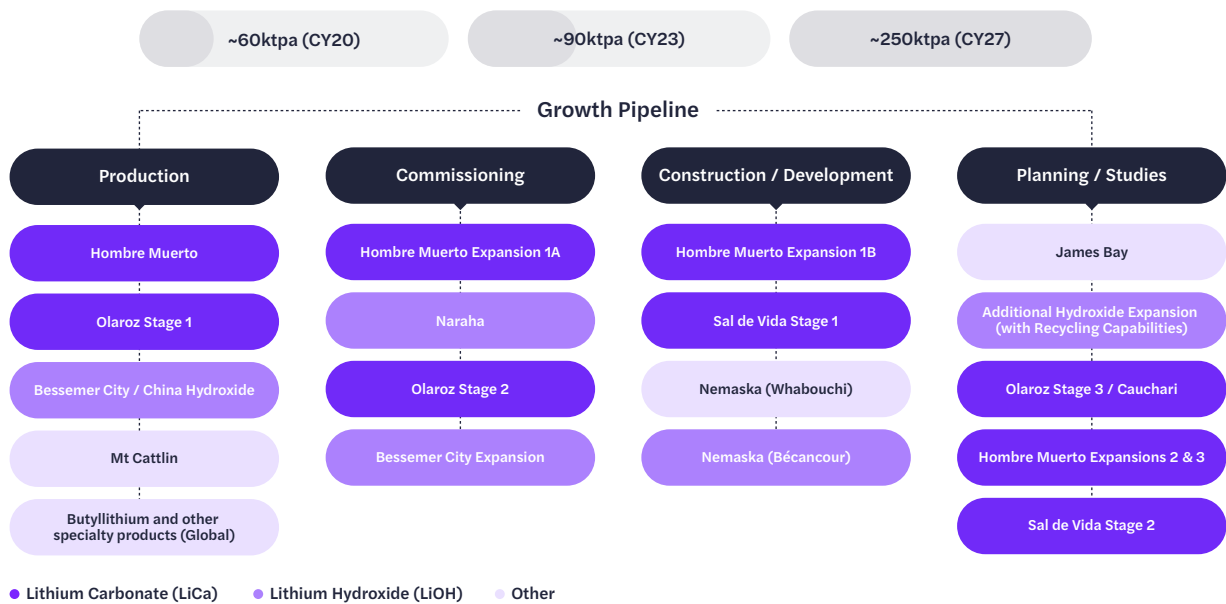 ~60ktpa (CY20)
~90ktpa (CY23)
~250ktpa (CY27)
Growth Pipeline
Production
Hombre Muerto
Olaroz Stage 1
Bessemer City / China Hydroxide
Mt Cattlin
Butyllithium and other
specialty products (Global)
Commissioning
Hombre Muerto Expansion 1A
Naraha
Olaroz Stage 2
Bessemer City Expansion
Construction / Development
Hombre Muerto Expansion 1B
Sal de Vida Stage 1
Nemaska (Whabouchi)
Nemaska (Bécancour)
Planning / Studies
James Bay
Additional Hydroxide Expansion
(with Recycling Capabilities)
Olaroz Stage 3 / Cauchari
Hombre Muerto Expansions 2 & 3
Sal de Vida Stage 2
Lithium Carbonate (LiCa)
Lithium Hydroxide (LiOH)
Other